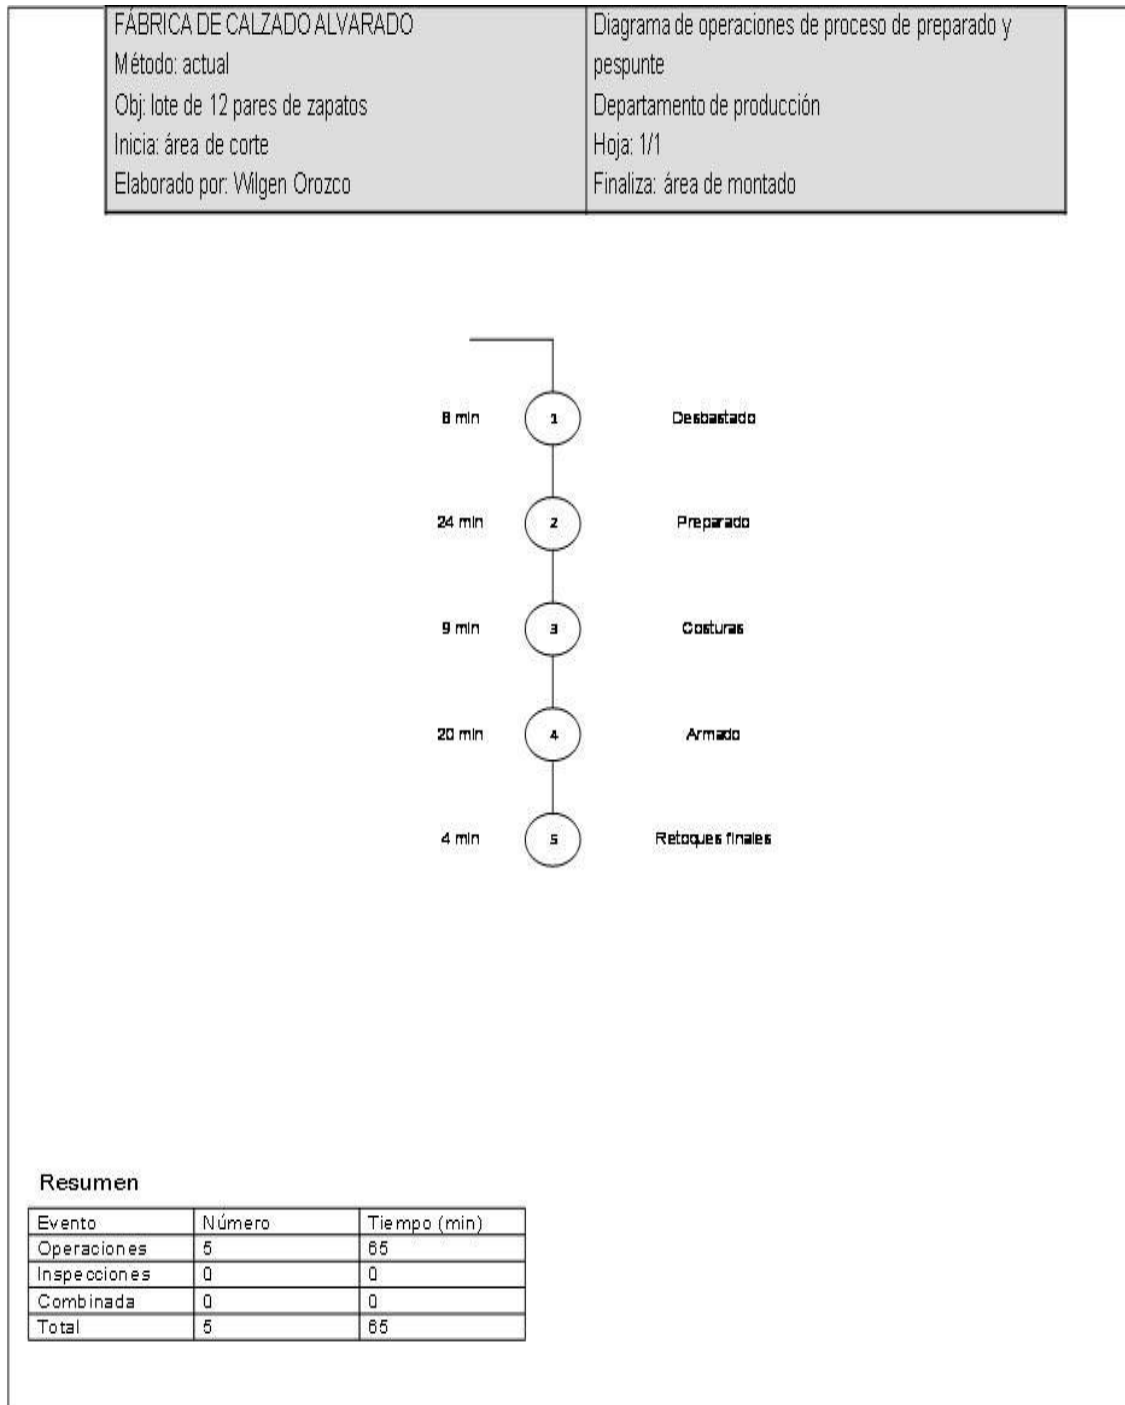 FÁBRICA DE CALZADO ALVARADO
Método: actual
Obj: lote de 12 pares de zapatos
Inicia: área de corte
Elaborado por: Wilgen Orozco
Diagrama de operaciones de proceso de preparado y
pespunte
Departamento de producción
Hoja: 1/1
Finaliza: área de montado
8 min 1 Desbastado
24 min 2 Preparado
9 min 3 Costuras
20 min 4 Armado
4 min 5 Retoques finales
Resumen
Evento Número Tiempo (min)
Operaciones 5 65
Inspecciones 0 0
Combinada 0 0
Total 5 65